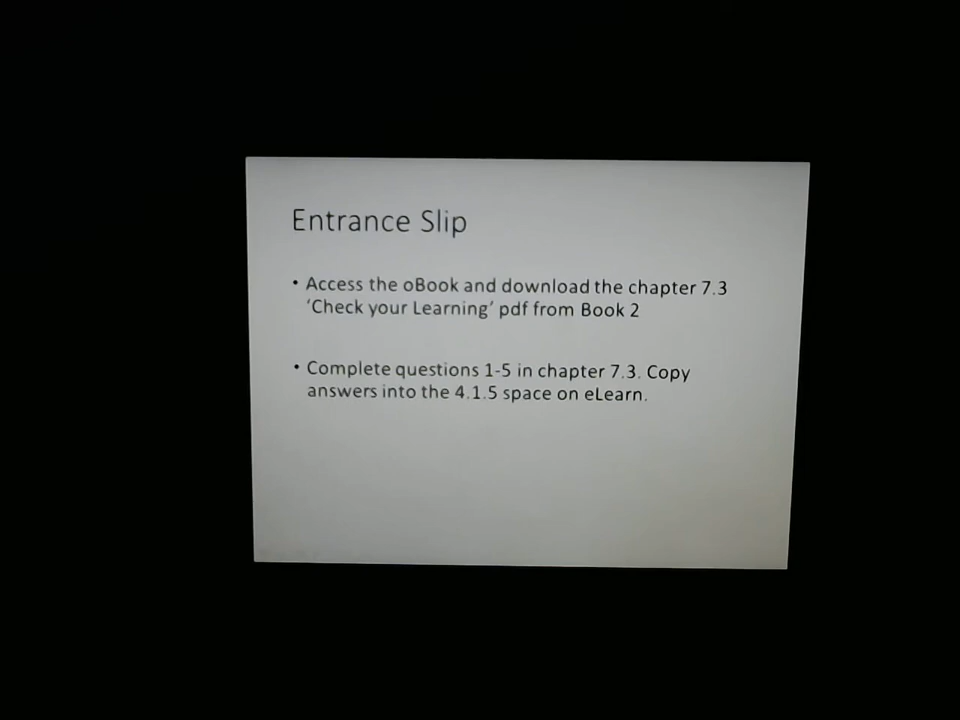 Entrance Slip
• Access the oBook and download the chapter 7.3
‘Check your Learning’ pdf from Book 2
• Complete questions 1-5 in chapter 7.3. Copy
answers into the 4.1.5 space on eLearn.